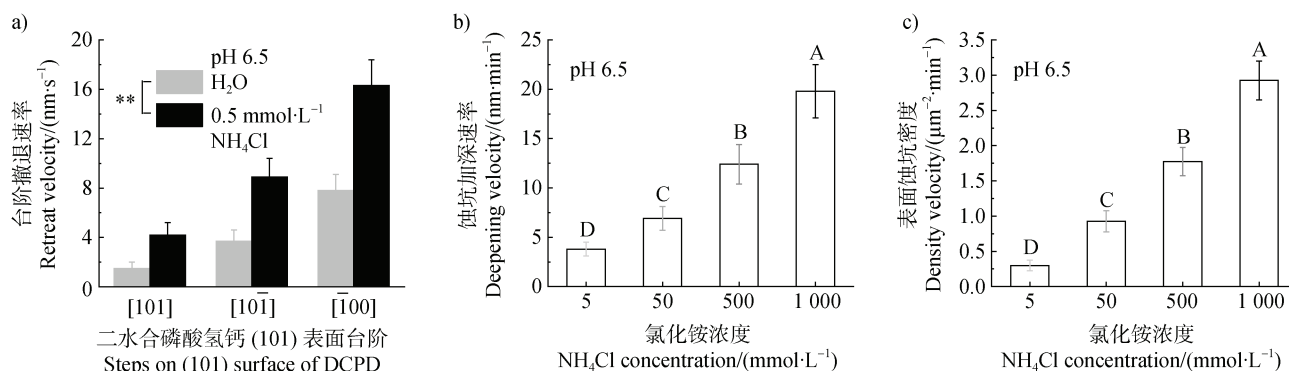 a)
20
16
12
8
4
0
台阶撤退速率
Retreat velocity/(nm·s⁻¹)
pH 6.5
H₂O
**
0.5 mmol·L⁻¹
NH₄Cl
[101] [101̅] [1̅00]
二水合磷酸氢钙 (101) 表面台阶
Steps on (101) surface of DCPD
b)
25
20
15
10
5
0
蚀坑加深速率
Deepening velocity/(nm·min⁻¹)
pH 6.5
D C B A
5 50 500 1 000
氯化铵浓度
NH₄Cl concentration/(mmol·L⁻¹)
c)
3.5
3.0
2.5
2.0
1.5
1.0
0.5
0.0
表面蚀坑密度
Density velocity/(μm⁻²·min⁻¹)
pH 6.5
D C B A
5 50 500 1 000
氯化铵浓度
NH₄Cl concentration/(mmol·L⁻¹)